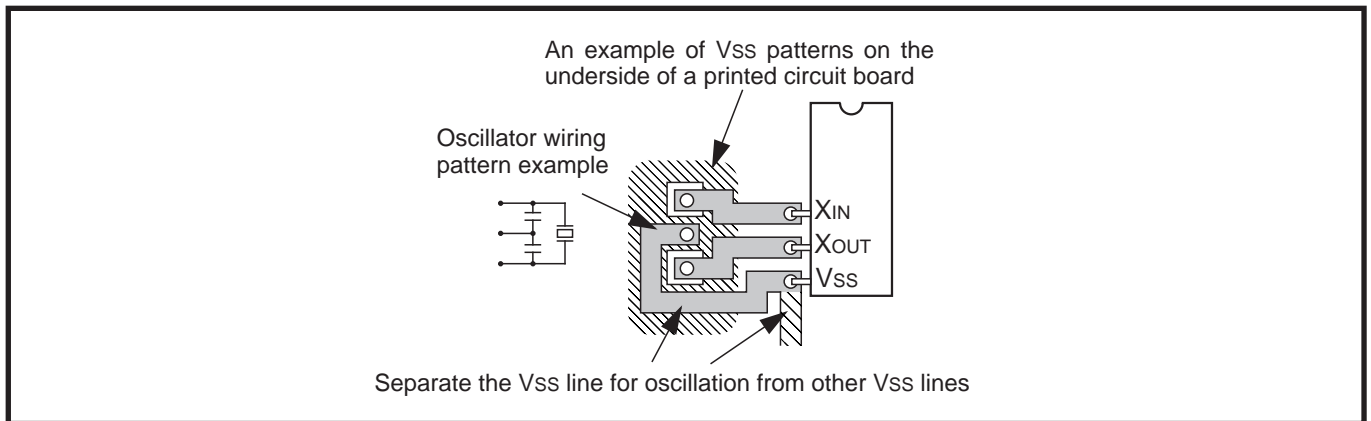 An example of Vss patterns on the
underside of a printed circuit board
Oscillator wiring
pattern example
XIN
XOUT
Vss
Separate the Vss line for oscillation from other Vss lines